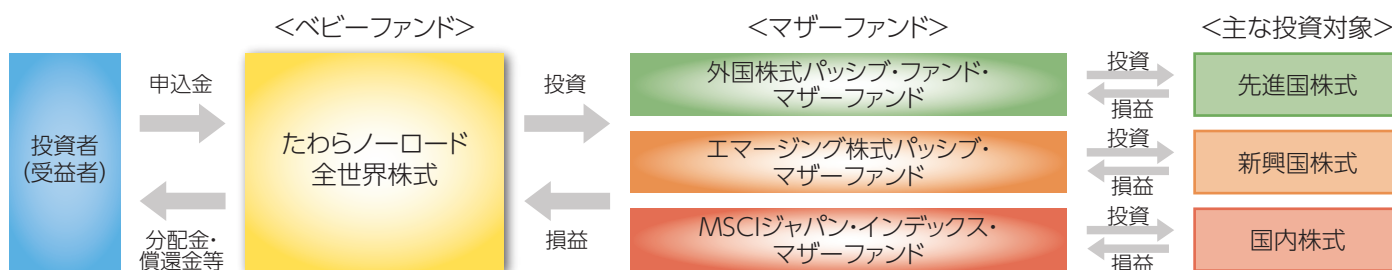 ＜ベビーファンド＞
＜マザーファンド＞
＜主な投資対象＞
投資者
（受益者）
申込金
分配金・
償還金等
たわらノーロード
全世界株式
投資
損益
外国株式パッシブ・ファンド・
マザーファンド
投資
損益
先進国株式
エマージング株式パッシブ・
マザーファンド
投資
損益
新興国株式
MSCIジャパン・インデックス・
マザーファンド
投資
損益
国内株式